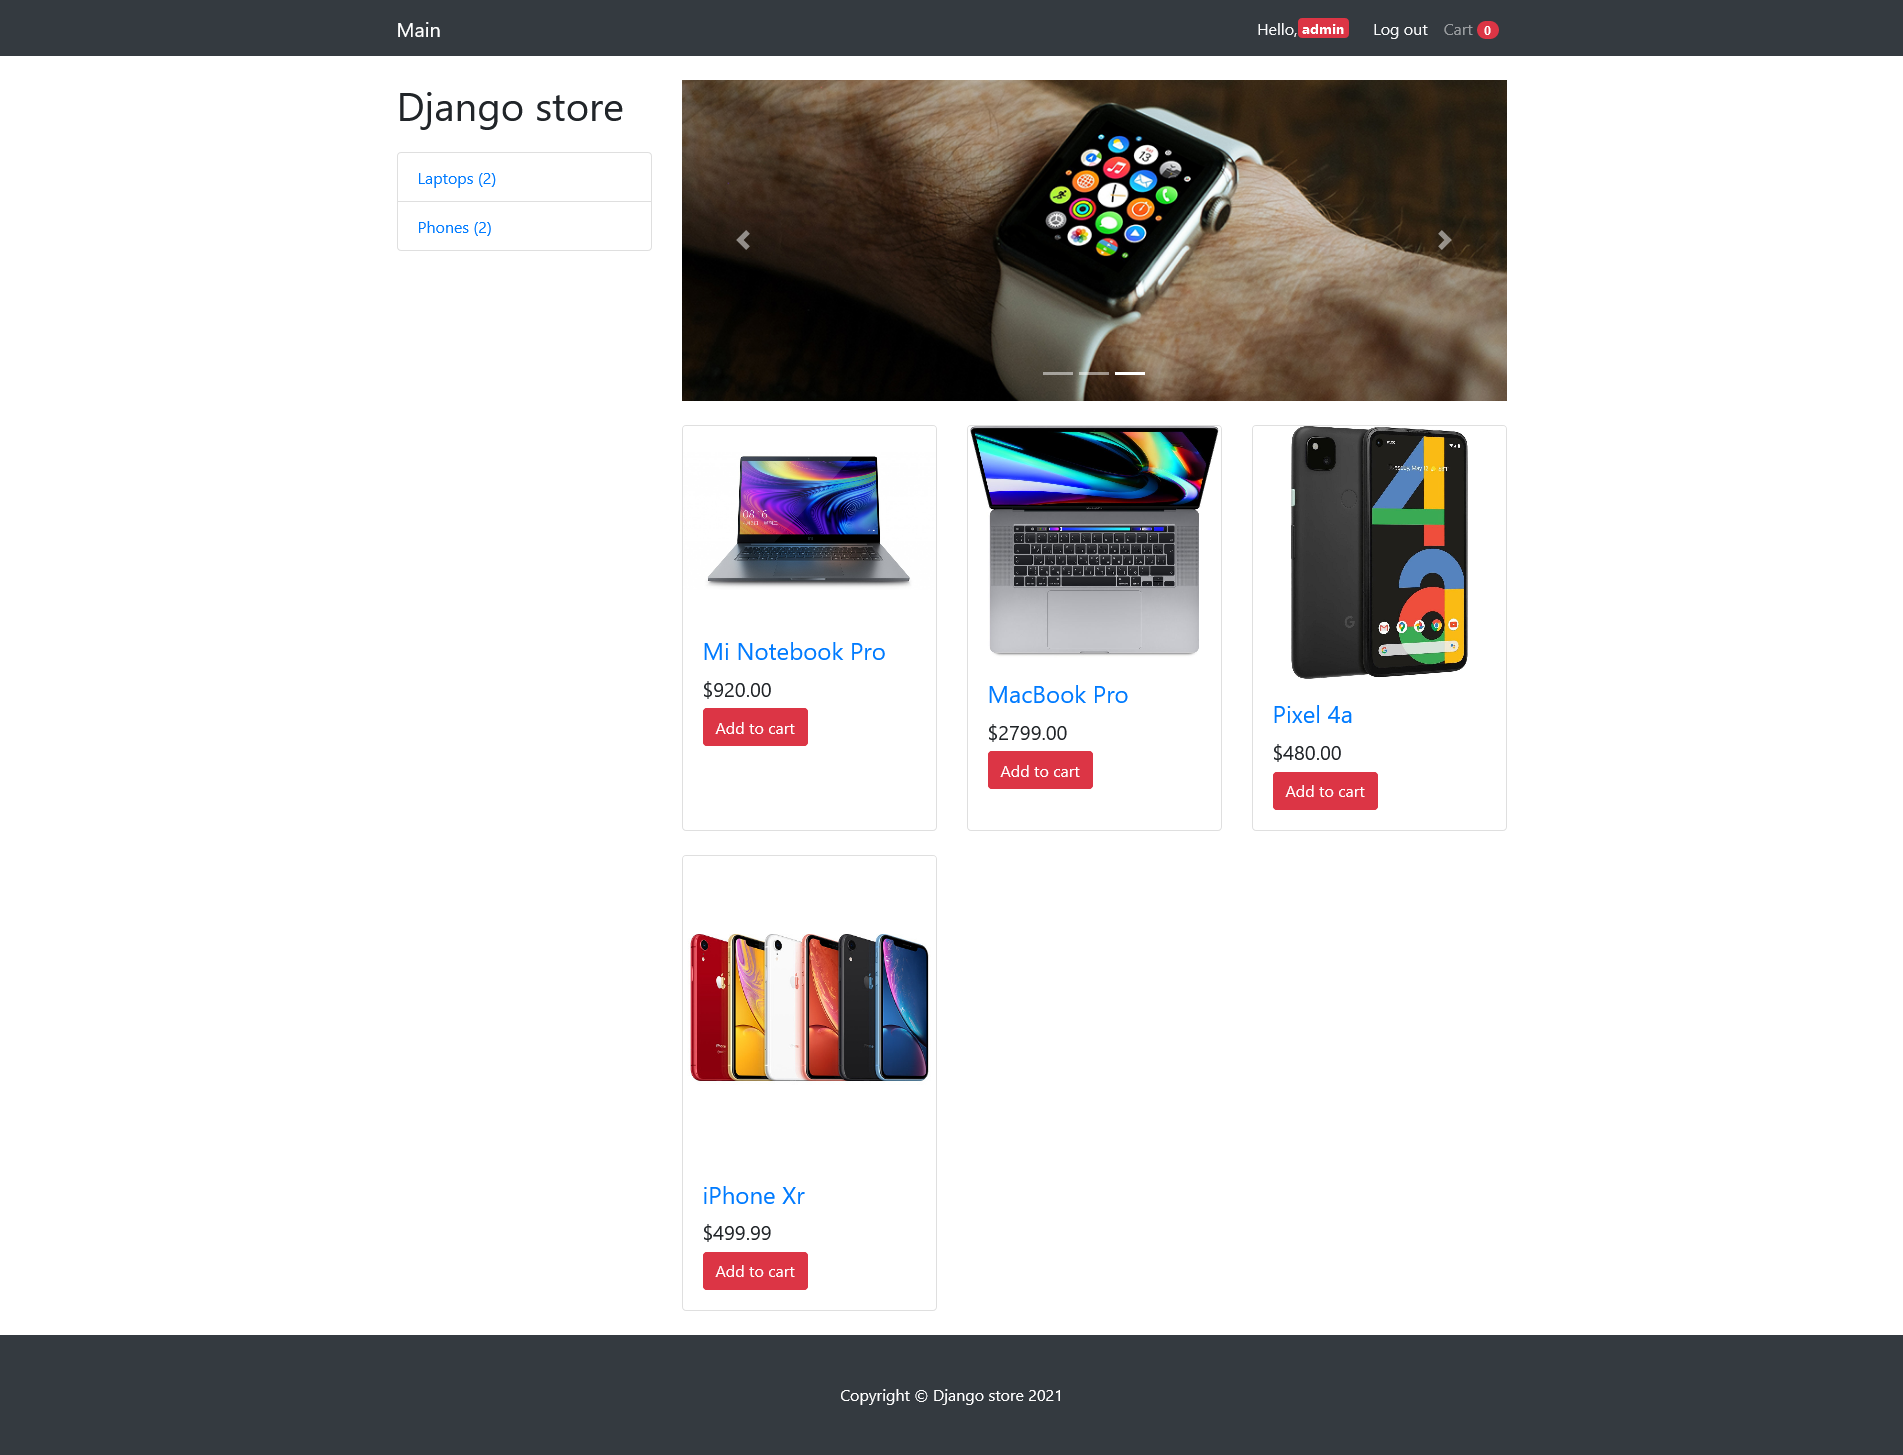 Main
Hello, admin
Log out
Cart 0
Django store
Laptops (2)
Phones (2)
13
Mi Notebook Pro
$920.00
Add to cart
MacBook Pro
$2799.00
Add to cart
Pixel 4a
$480.00
Add to cart
iPhone Xr
$499.99
Add to cart
Copyright © Django store 2021